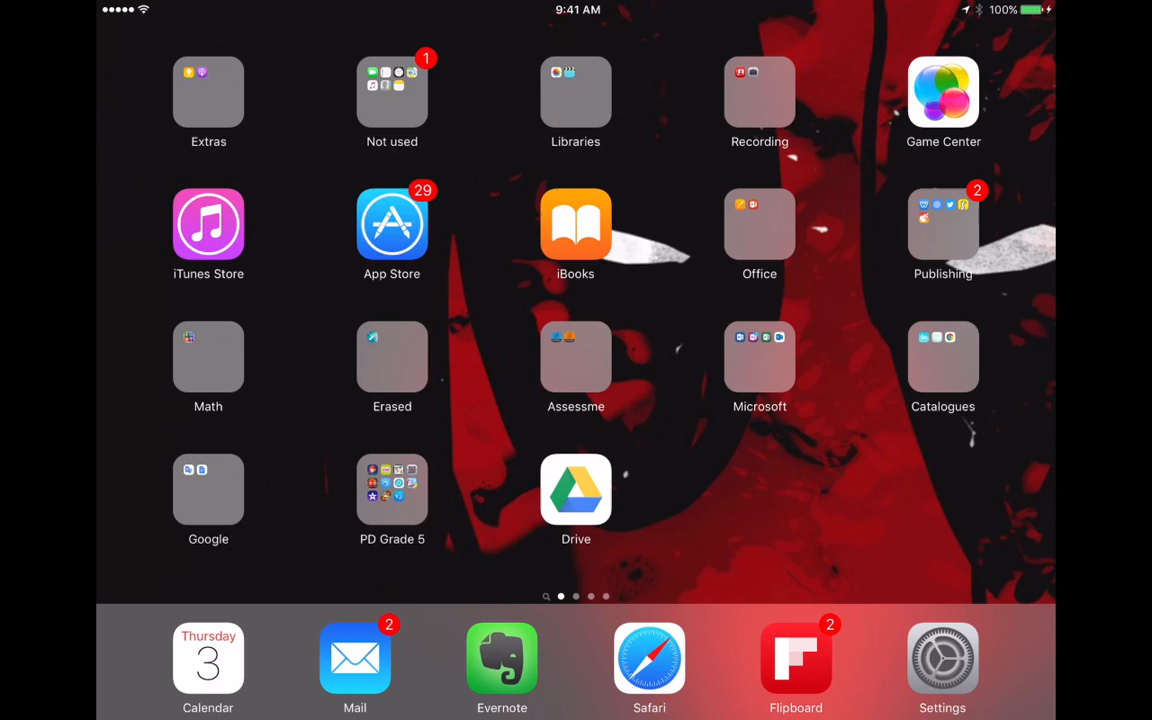 9:41 AM
100%
1
Extras
Not used
Libraries
Recording
Game Center
29
2
iTunes Store
App Store
iBooks
Office
Publishing
Math
Erased
Assessme
Microsoft
Catalogues
Google
PD Grade 5
Drive
Thursday
3
2
2
Calendar
Mail
Evernote
Safari
Flipboard
Settings